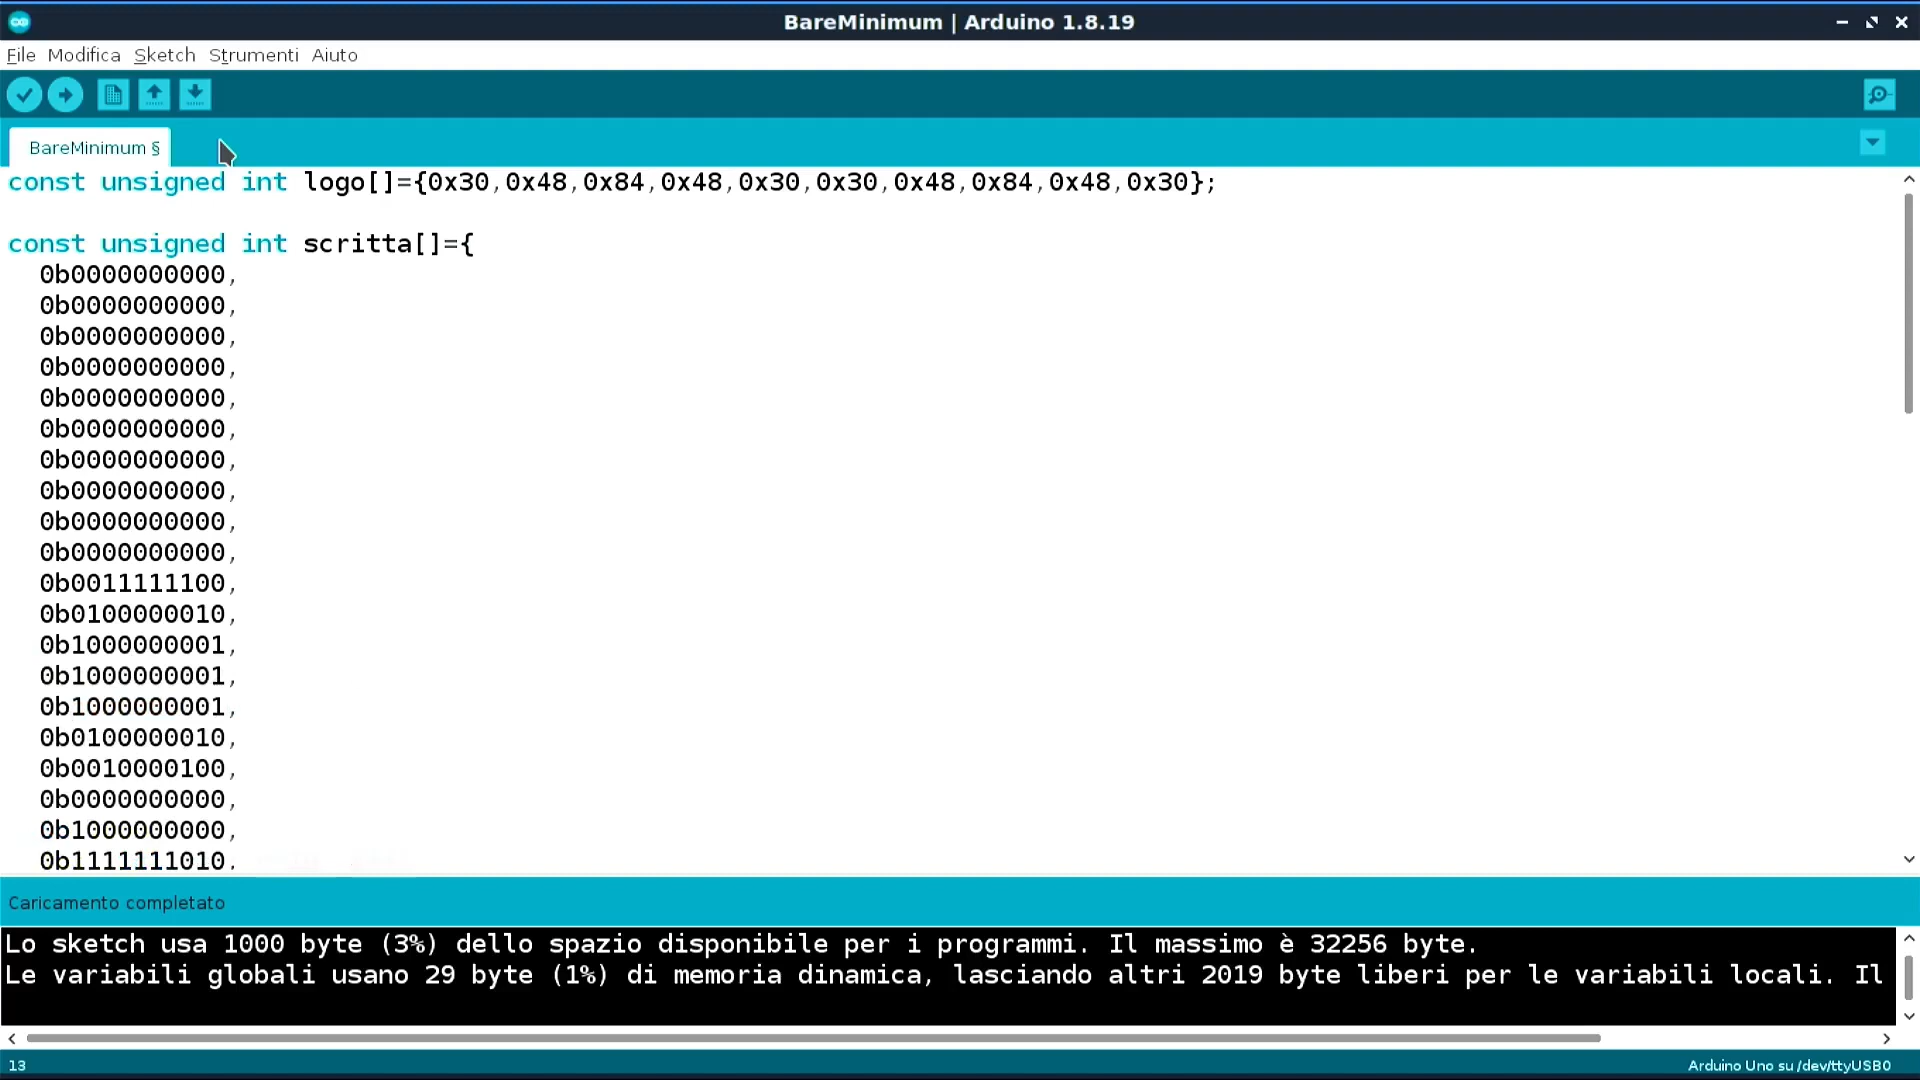 BareMinimum | Arduino 1.8.19
File Modifica Sketch Strumenti Aiuto
BareMinimum §
const unsigned int logo[]={0x30,0x48,0x84,0x48,0x30,0x30,0x48,0x84,0x48,0x30};
const unsigned int scritta[]={
0b0000000000,
0b0000000000,
0b0000000000,
0b0000000000,
0b0000000000,
0b0000000000,
0b0000000000,
0b0000000000,
0b0000000000,
0b0000000000,
0b0011111100,
0b0100000010,
0b1000000001,
0b1000000001,
0b1000000001,
0b0100000010,
0b0010000100,
0b0000000000,
0b1000000000,
0b1111111010,
Caricamento completato
Lo sketch usa 1000 byte (3%) dello spazio disponibile per i programmi. Il massimo è 32256 byte.
Le variabili globali usano 29 byte (1%) di memoria dinamica, lasciando altri 2019 byte liberi per le variabili locali. Il
13
Arduino Uno su /dev/ttyUSB0